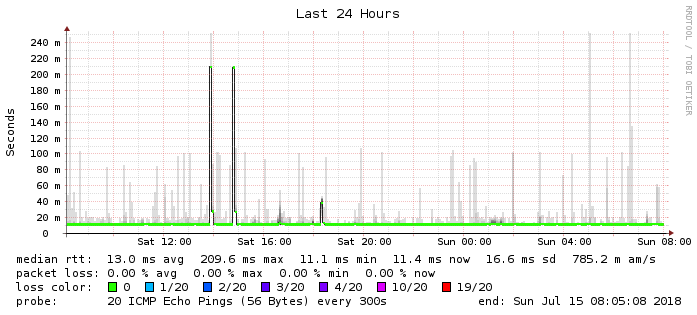 Last 24 Hours
RRDTOOL / TOBI OETIKER
Seconds
240 m
220 m
200 m
180 m
160 m
140 m
120 m
100 m
80 m
60 m
40 m
20 m
0
Sat 12:00 Sat 16:00 Sat 20:00 Sun 00:00 Sun 04:00 Sun 08:00
median rtt: 13.0 ms avg 209.6 ms max 11.1 ms min 11.4 ms now 16.6 ms sd 785.2 m am/s
packet loss: 0.00 % avg 0.00 % max 0.00 % min 0.00 % now
loss color: 0 1/20 2/20 3/20 4/20 10/20 19/20
probe: 20 ICMP Echo Pings (56 Bytes) every 300s end: Sun Jul 15 08:05:08 2018